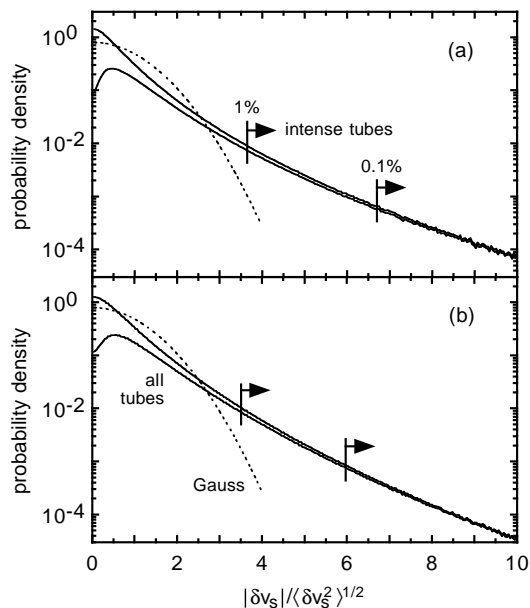 10^0
(a)
1%
intense tubes
10^-2
0.1%
probability density
10^-4
10^0
(b)
all
tubes
10^-2
probability density
Gauss
10^-4
0 2 4 6 8 10
|δv_s|/⟨δv_s^2⟩^1/2